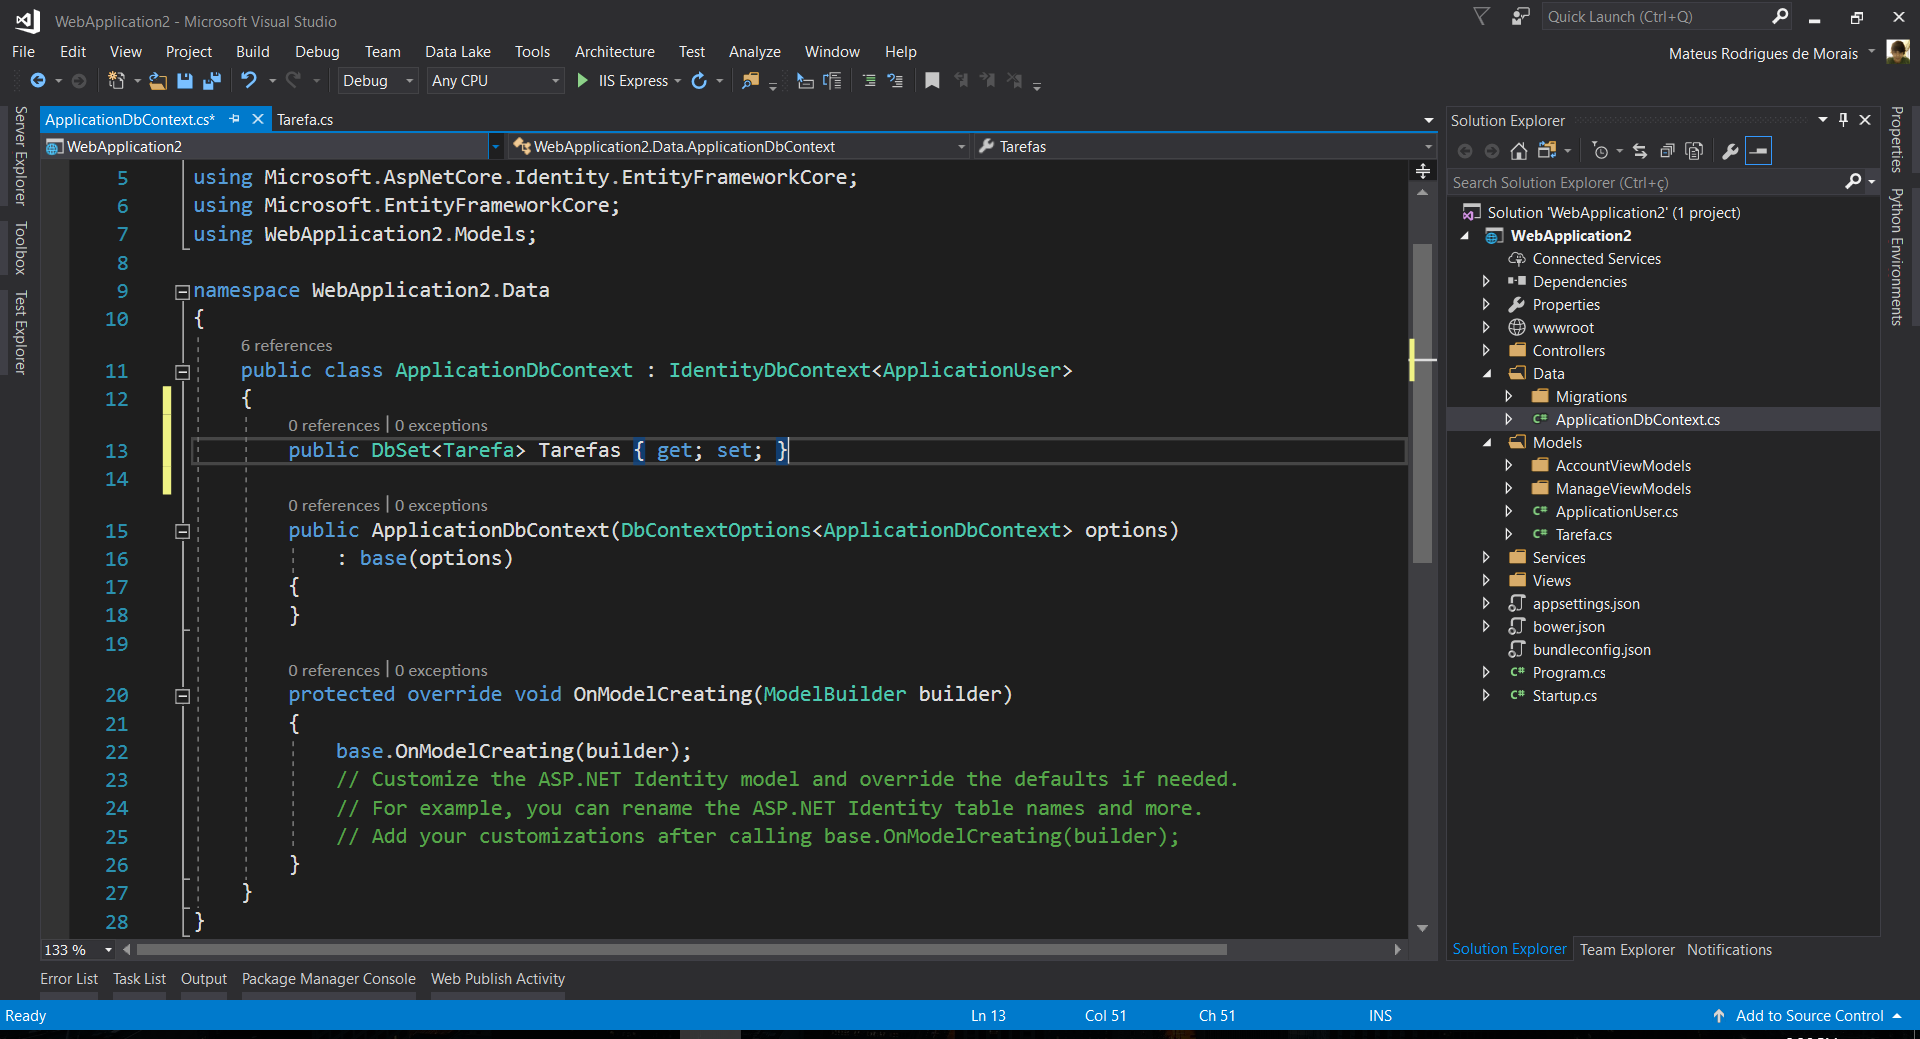 WebApplication2 - Microsoft Visual Studio
Quick Launch (Ctrl+Q)
File Edit View Project Build Debug Team Data Lake Tools Architecture Test Analyze Window Help
Mateus Rodrigues de Morais
Debug Any CPU IIS Express
Server Explorer
Toolbox
Test Explorer
ApplicationDbContext.cs* Tarefa.cs
WebApplication2 WebApplication2.Data.ApplicationDbContext Tarefas
5 using Microsoft.AspNetCore.Identity.EntityFrameworkCore;
6 using Microsoft.EntityFrameworkCore;
7 using WebApplication2.Models;
8
9 namespace WebApplication2.Data
10 {
6 references
11 public class ApplicationDbContext : IdentityDbContext<ApplicationUser>
12 {
0 references | 0 exceptions
13 public DbSet<Tarefa> Tarefas { get; set; }
14
0 references | 0 exceptions
15 public ApplicationDbContext(DbContextOptions<ApplicationDbContext> options)
16 : base(options)
17 {
18 }
19
0 references | 0 exceptions
20 protected override void OnModelCreating(ModelBuilder builder)
21 {
22 base.OnModelCreating(builder);
23 // Customize the ASP.NET Identity model and override the defaults if needed.
24 // For example, you can rename the ASP.NET Identity table names and more.
25 // Add your customizations after calling base.OnModelCreating(builder);
26 }
27 }
28 }
133 %
Solution Explorer
Search Solution Explorer (Ctrl+ç)
Solution 'WebApplication2' (1 project)
WebApplication2
Connected Services
Dependencies
Properties
wwwroot
Controllers
Data
Migrations
C# ApplicationDbContext.cs
Models
AccountViewModels
ManageViewModels
C# ApplicationUser.cs
C# Tarefa.cs
Services
Views
appsettings.json
bower.json
bundleconfig.json
C# Program.cs
C# Startup.cs
Solution Explorer Team Explorer Notifications
Properties
Python Environments
Error List Task List Output Package Manager Console Web Publish Activity
Ready Ln 13 Col 51 Ch 51 INS Add to Source Control